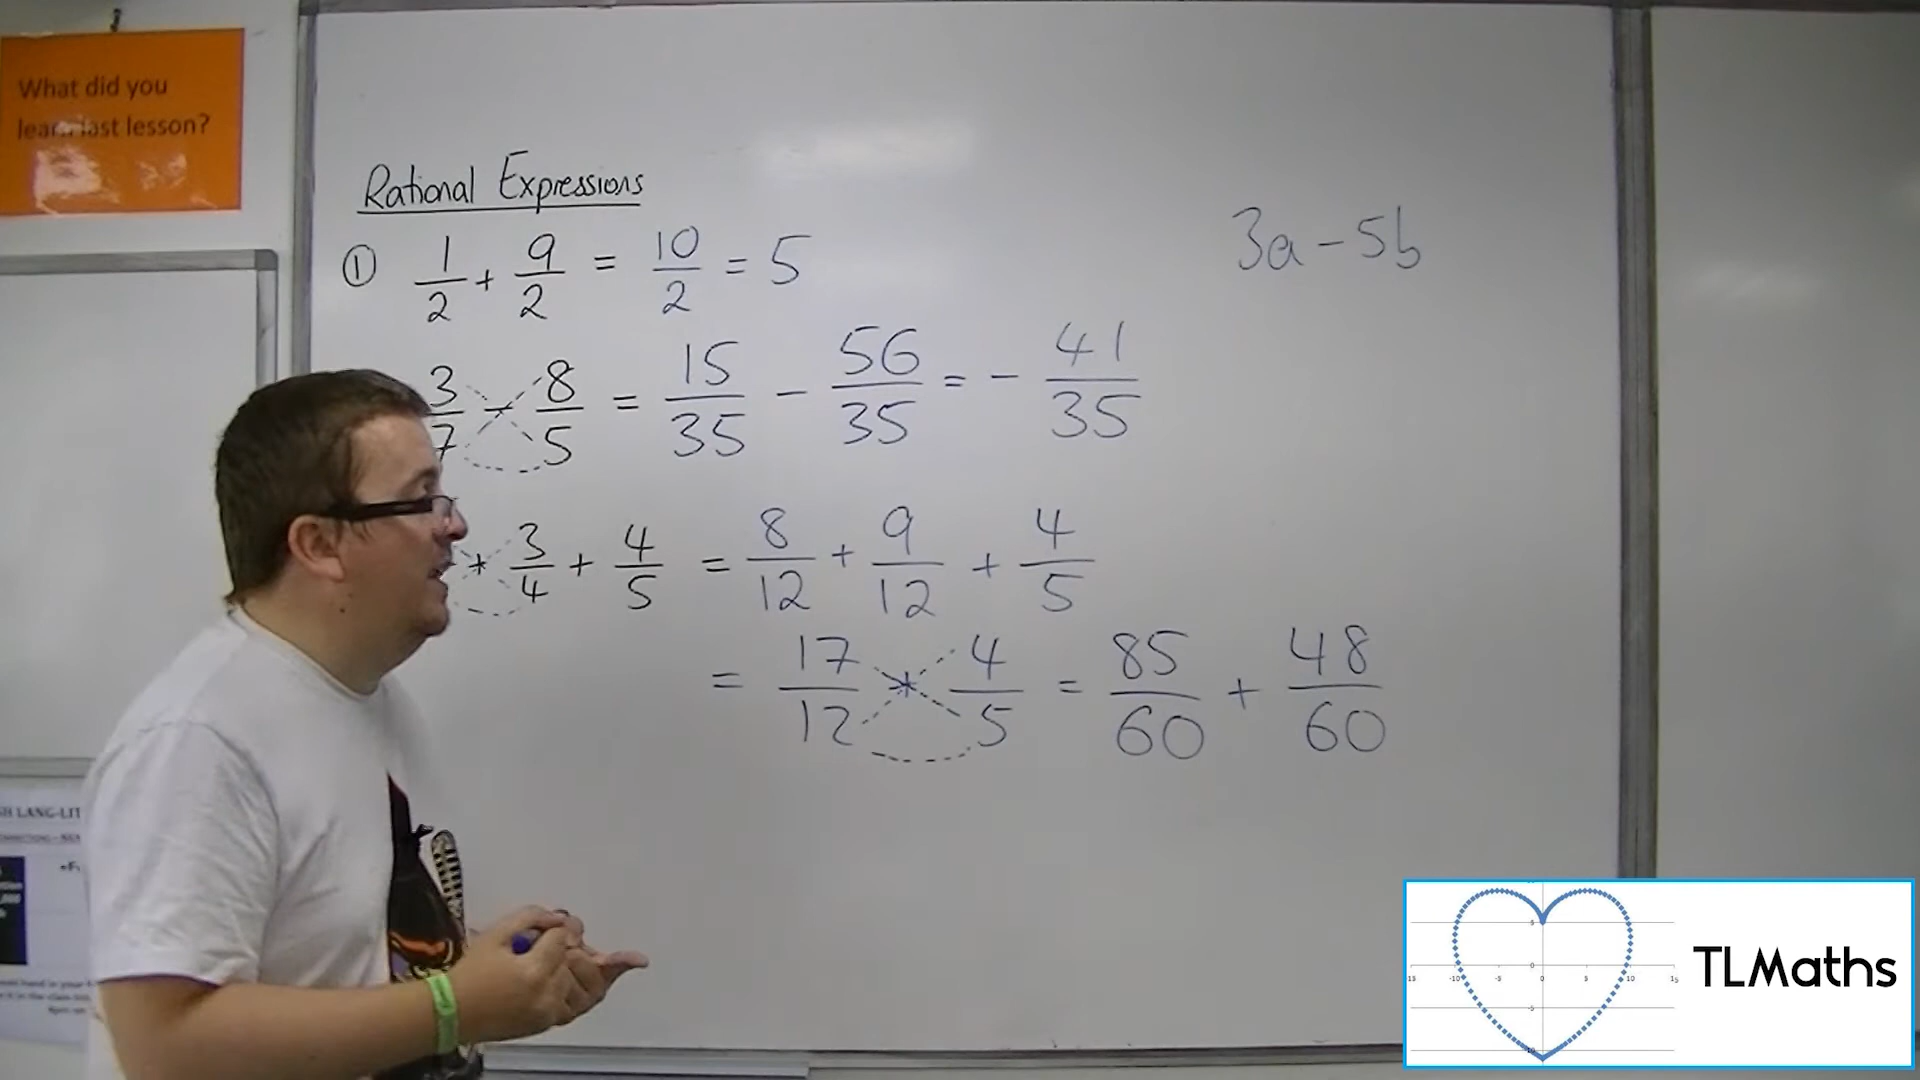 What did you
learn last lesson?
Rational Expressions
① 1/2 + 9/2 = 10/2 = 5
3a - 5b
3/7 - 8/5 = 15/35 - 56/35 = - 41/35
+ 3/4 + 4/5 = 8/12 + 9/12 + 4/5
= 17/12 + 4/5 = 85/60 + 48/60
LANG-LIT
TLMaths